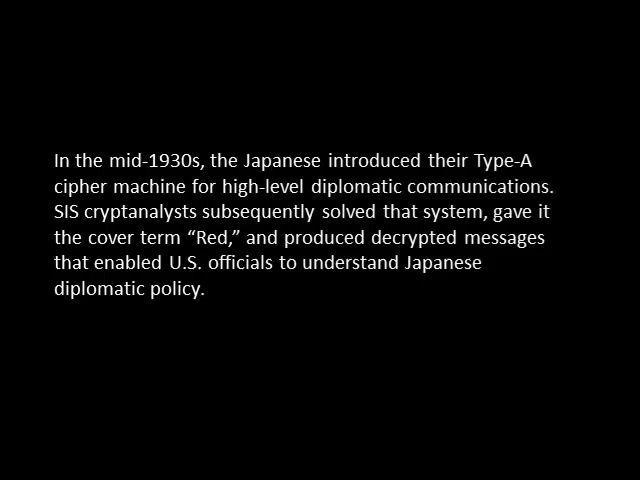 In the mid-1930s, the Japanese introduced their Type-A
cipher machine for high-level diplomatic communications.
SIS cryptanalysts subsequently solved that system, gave it
the cover term “Red,” and produced decrypted messages
that enabled U.S. officials to understand Japanese
diplomatic policy.